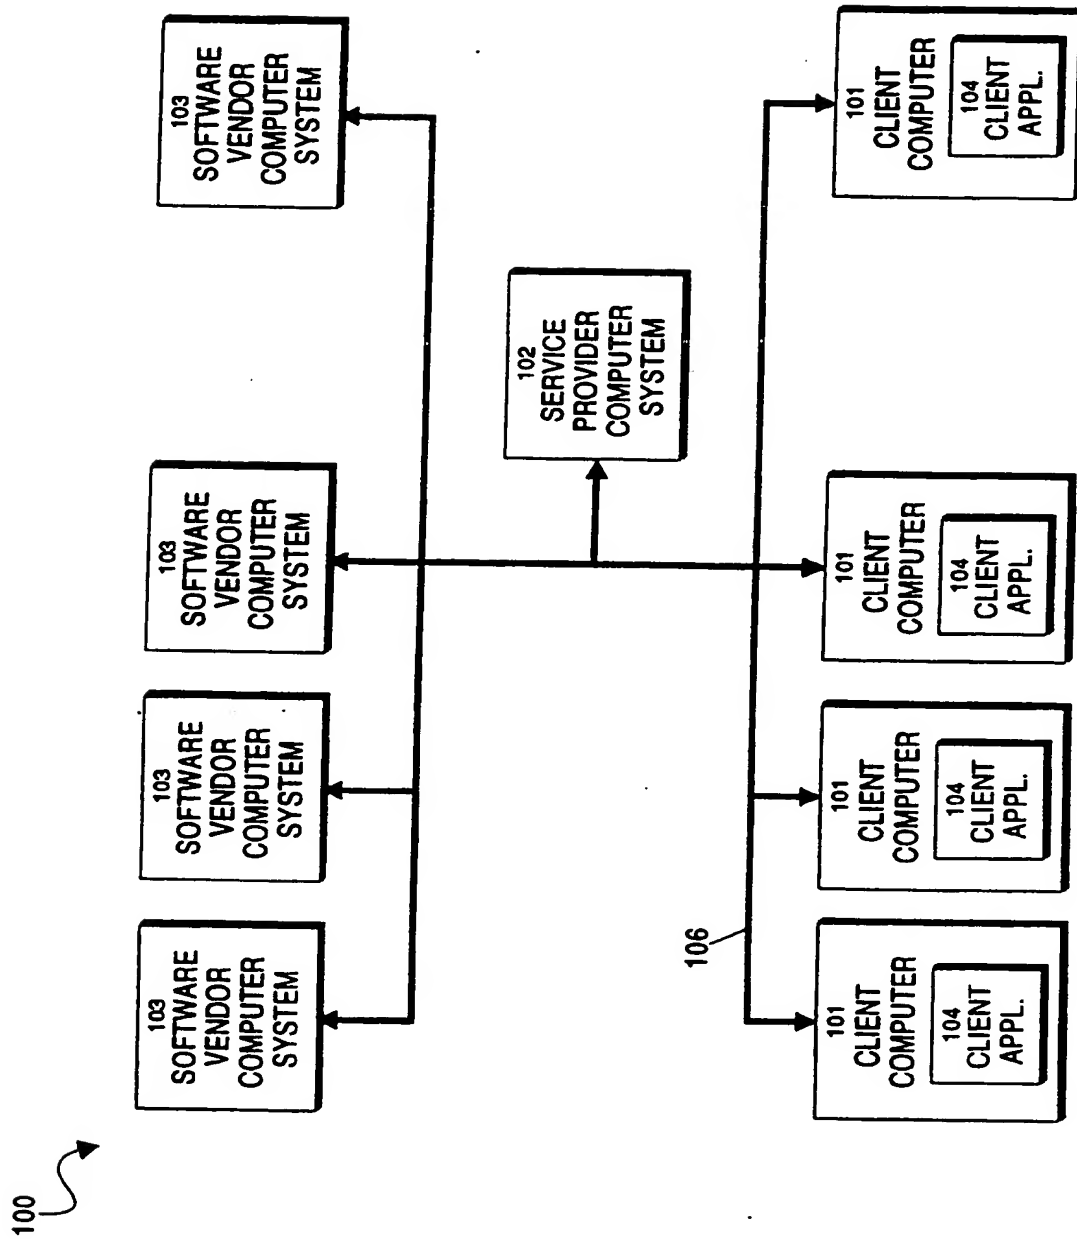 100
103
SOFTWARE
VENDOR
COMPUTER
SYSTEM
103
SOFTWARE
VENDOR
COMPUTER
SYSTEM
103
SOFTWARE
VENDOR
COMPUTER
SYSTEM
103
SOFTWARE
VENDOR
COMPUTER
SYSTEM
102
SERVICE
PROVIDER
COMPUTER
SYSTEM
106
101
CLIENT
COMPUTER
104
CLIENT
APPL.
101
CLIENT
COMPUTER
104
CLIENT
APPL.
101
CLIENT
COMPUTER
104
CLIENT
APPL.
101
CLIENT
COMPUTER
104
CLIENT
APPL.